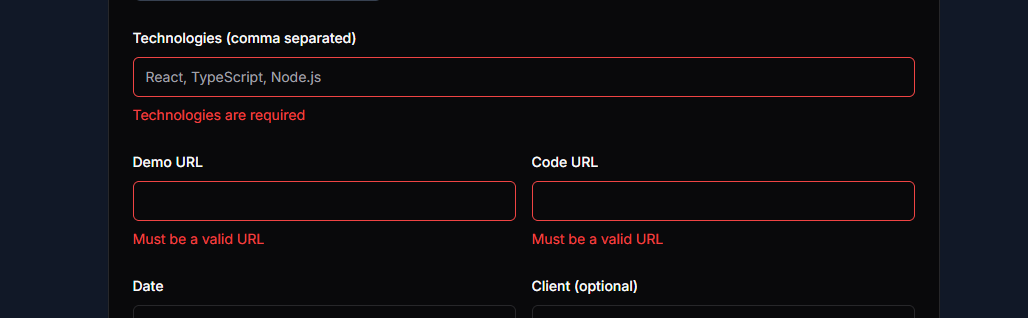 Technologies (comma separated)
React, TypeScript, Node.js
Technologies are required
Demo URL
Code URL
Must be a valid URL
Must be a valid URL
Date
Client (optional)